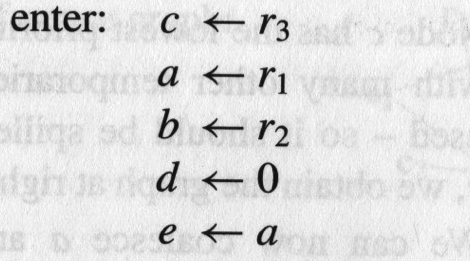 enter: c ← r₃
a ← r₁
b ← r₂
d ← 0
e ← a